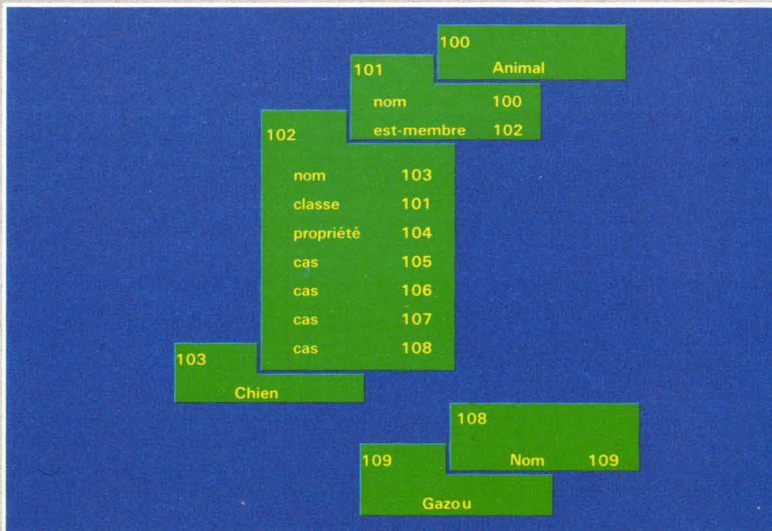 100
Animal
101
nom 100
est-membre 102
102
nom 103
classe 101
propriété 104
cas 105
cas 106
cas 107
cas 108
103
Chien
108
Nom 109
109
Gazou